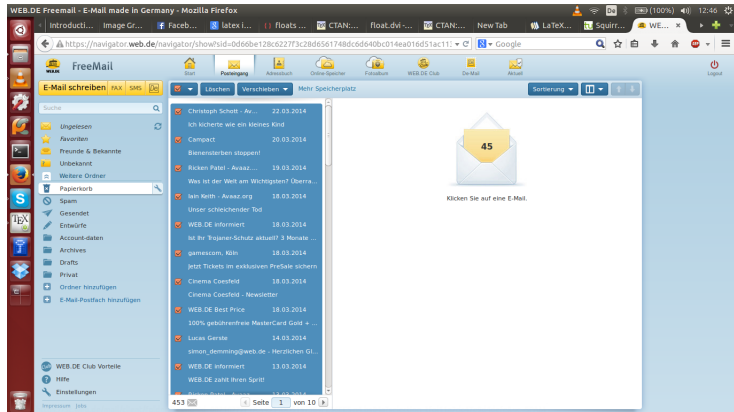 WEB.DE Freemail - E-Mail made in Germany - Mozilla Firefox
De (100%) 12:46
Introducti... Image Gr... Faceb... latex i... floats ... CTAN:... float.dvi -... CTAN:... New Tab LaTeX... Squirr... WE...
https://navigator.web.de/navigator/show?sid= Google
WEB.DE FreeMail Start Posteingang Adressbuch Online-Speicher Fotoalbum WEB.DE Club De-Mail Aktuell Logout
E-Mail schreiben FAX SMS Löschen Verschieben Mehr Speicherplatz Sortierung
Suche
Ungelesen
Favoriten
Freunde & Bekannte
Unbekannt
Weitere Ordner
Papierkorb
Spam
Gesendet
Entwürfe
Account-daten
Archives
Drafts
Privat
Ordner hinzufügen
E-Mail-Postfach hinzufügen
WEB.DE Club Vorteile
Hilfe
Einstellungen
Impressum Jobs
Christoph Schott - Av... 22.03.2014
Ich kicherte wie ein kleines Kind
Campact 20.03.2014
Bienensterben stoppen!
Ricken Patel - Avaaz.... 19.03.2014
Was ist der Welt am Wichtigsten? Überra...
Iain Keith - Avaaz.org 18.03.2014
Unser schleichender Tod
WEB.DE informiert 18.03.2014
Ist Ihr Trojaner-Schutz aktuell? 3 Monate ...
gamescom, Köln 18.03.2014
Jetzt Tickets im exklusiven PreSale sichern
Cinema Coesfeld 18.03.2014
Cinema Coesfeld - Newsletter
WEB.DE Best Price 18.03.2014
100% gebührenfreie MasterCard Gold + ...
Lucas Gerste 14.03.2014
simon_demming@web.de - Herzlichen Gl...
WEB.DE informiert 13.03.2014
WEB.DE zahlt Ihren Sprit!
453 Seite 1 von 10
45
Klicken Sie auf eine E-Mail.